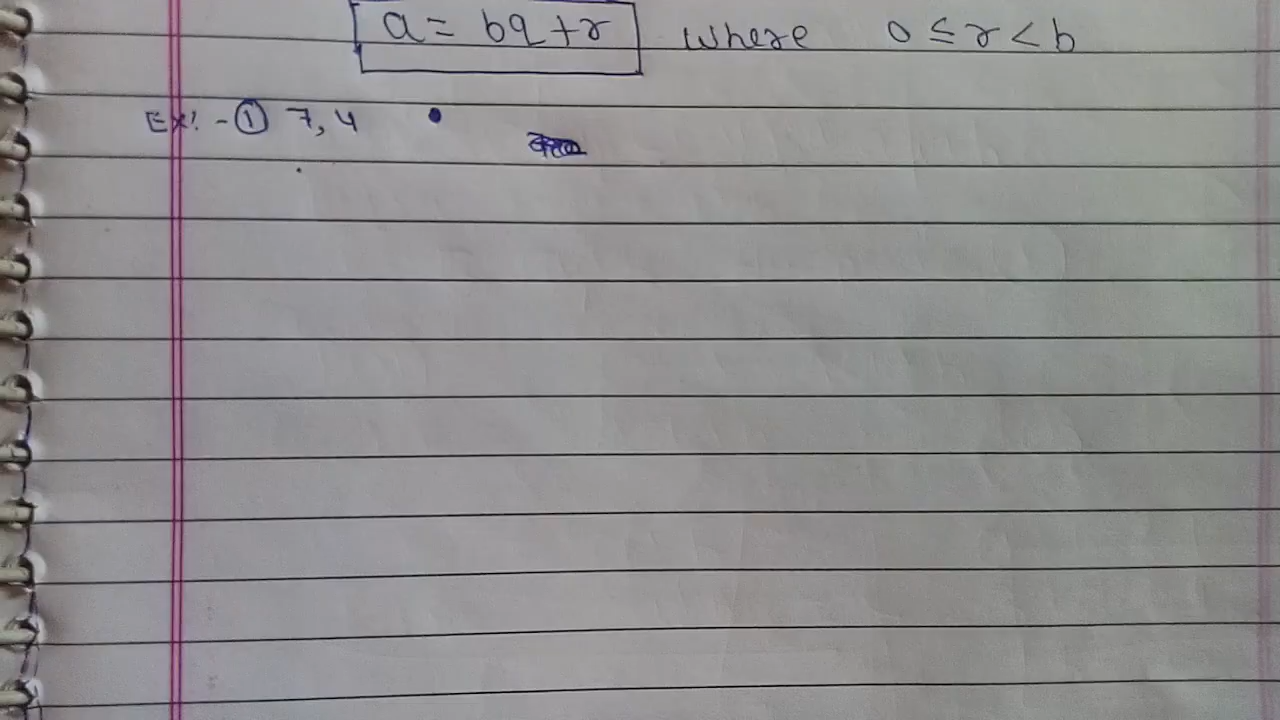 a = bq + r where 0 ≤ r < b
Ex! - ① 7, 4